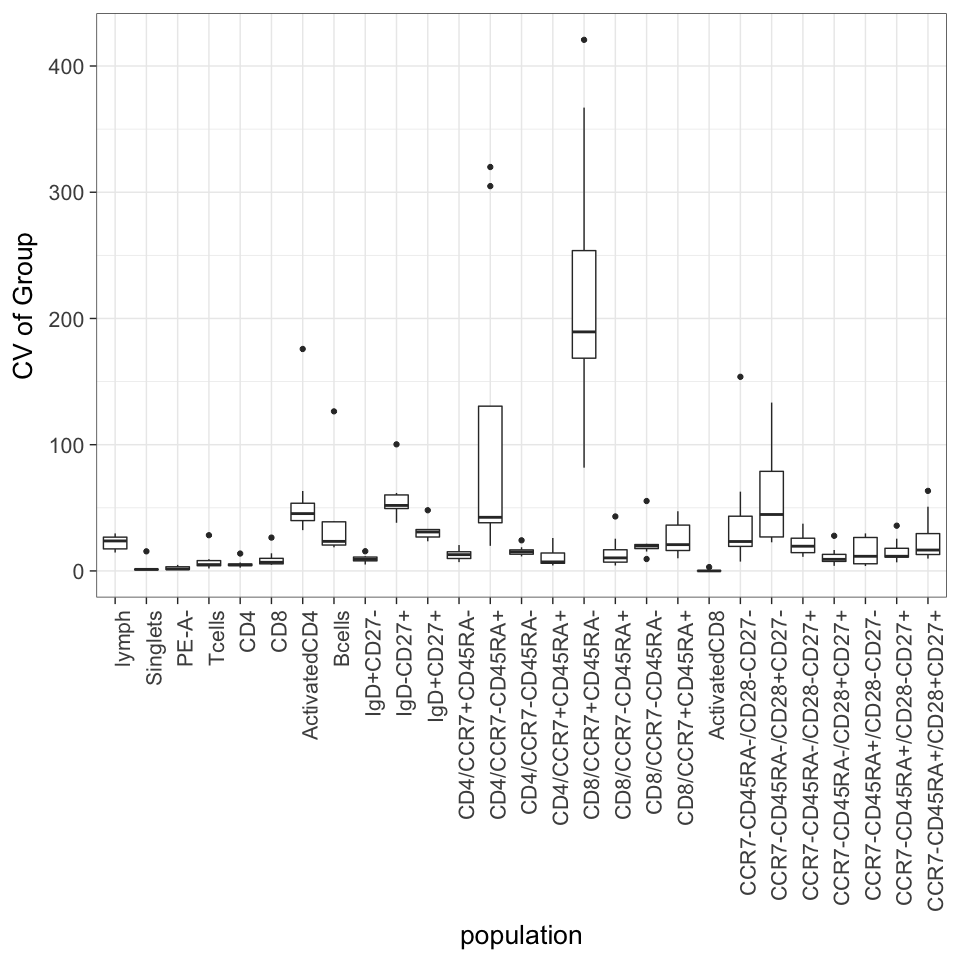 CV of Group
400
300
200
100
0
lymph
Singlets
PE-A-
Tcells
CD4
CD8
ActivatedCD4
Bcells
IgD+CD27-
IgD-CD27+
IgD+CD27+
CD4/CCR7+CD45RA-
CD4/CCR7-CD45RA+
CD4/CCR7-CD45RA-
CD4/CCR7+CD45RA+
CD8/CCR7+CD45RA-
CD8/CCR7-CD45RA+
CD8/CCR7-CD45RA-
CD8/CCR7+CD45RA+
ActivatedCD8
CCR7-CD45RA-/CD28-CD27-
CCR7-CD45RA-/CD28+CD27-
CCR7-CD45RA-/CD28-CD27+
CCR7-CD45RA-/CD28+CD27+
CCR7-CD45RA+/CD28-CD27-
CCR7-CD45RA+/CD28-CD27+
CCR7-CD45RA+/CD28+CD27+
population